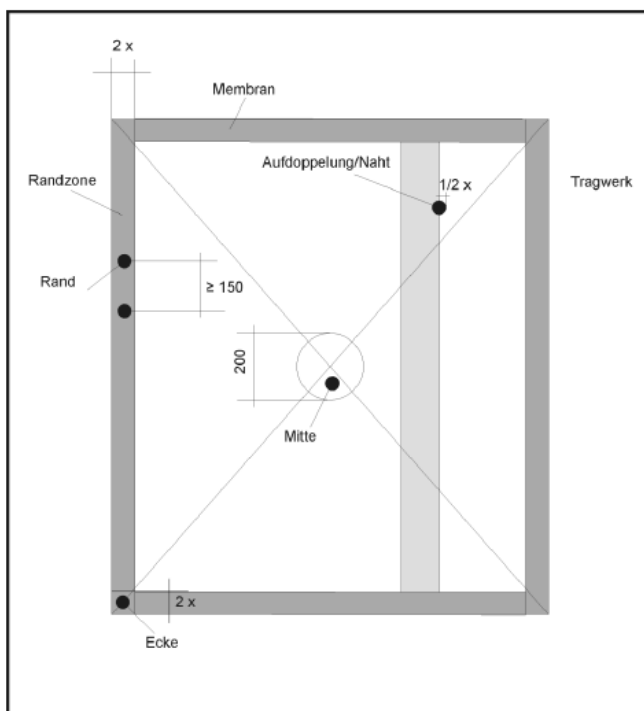 2 x
Membran
Aufdoppelung/Naht
1/2 x
Tragwerk
Randzone
Rand
≥ 150
200
Mitte
2 x
Ecke